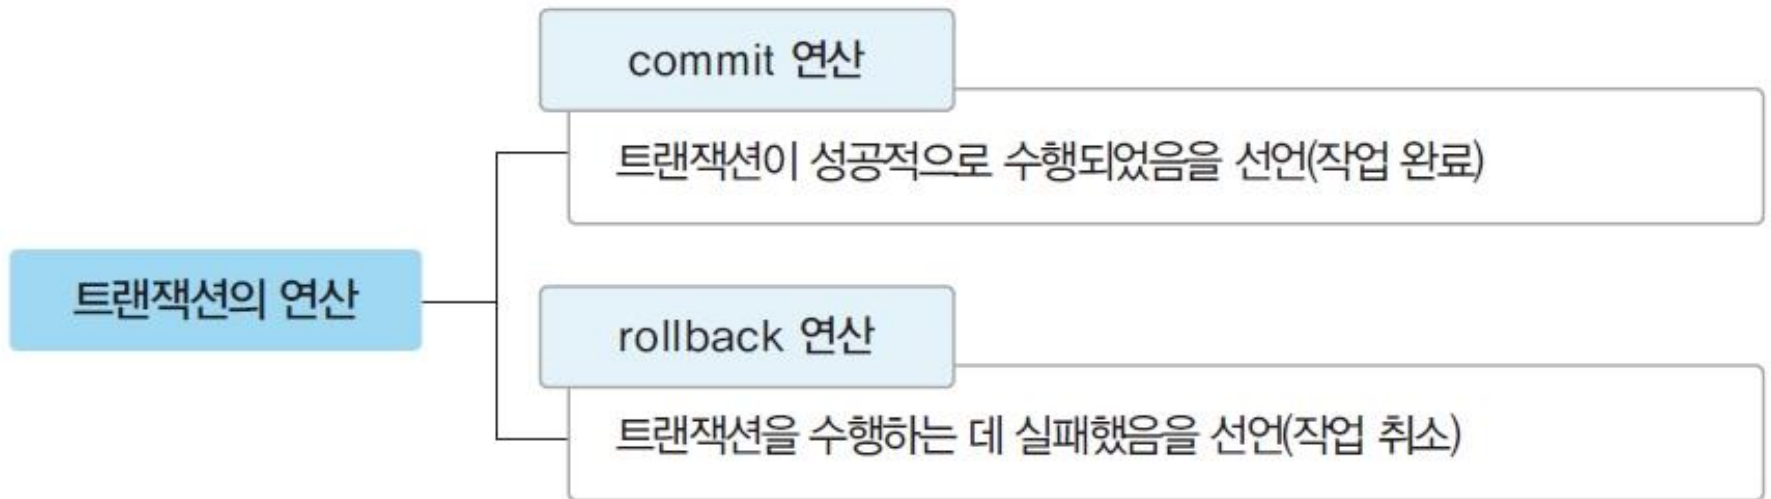 commit 연산
트랜잭션이 성공적으로 수행되었음을 선언(작업 완료)
트랜잭션의 연산
rollback 연산
트랜잭션을 수행하는 데 실패했음을 선언(작업 취소)